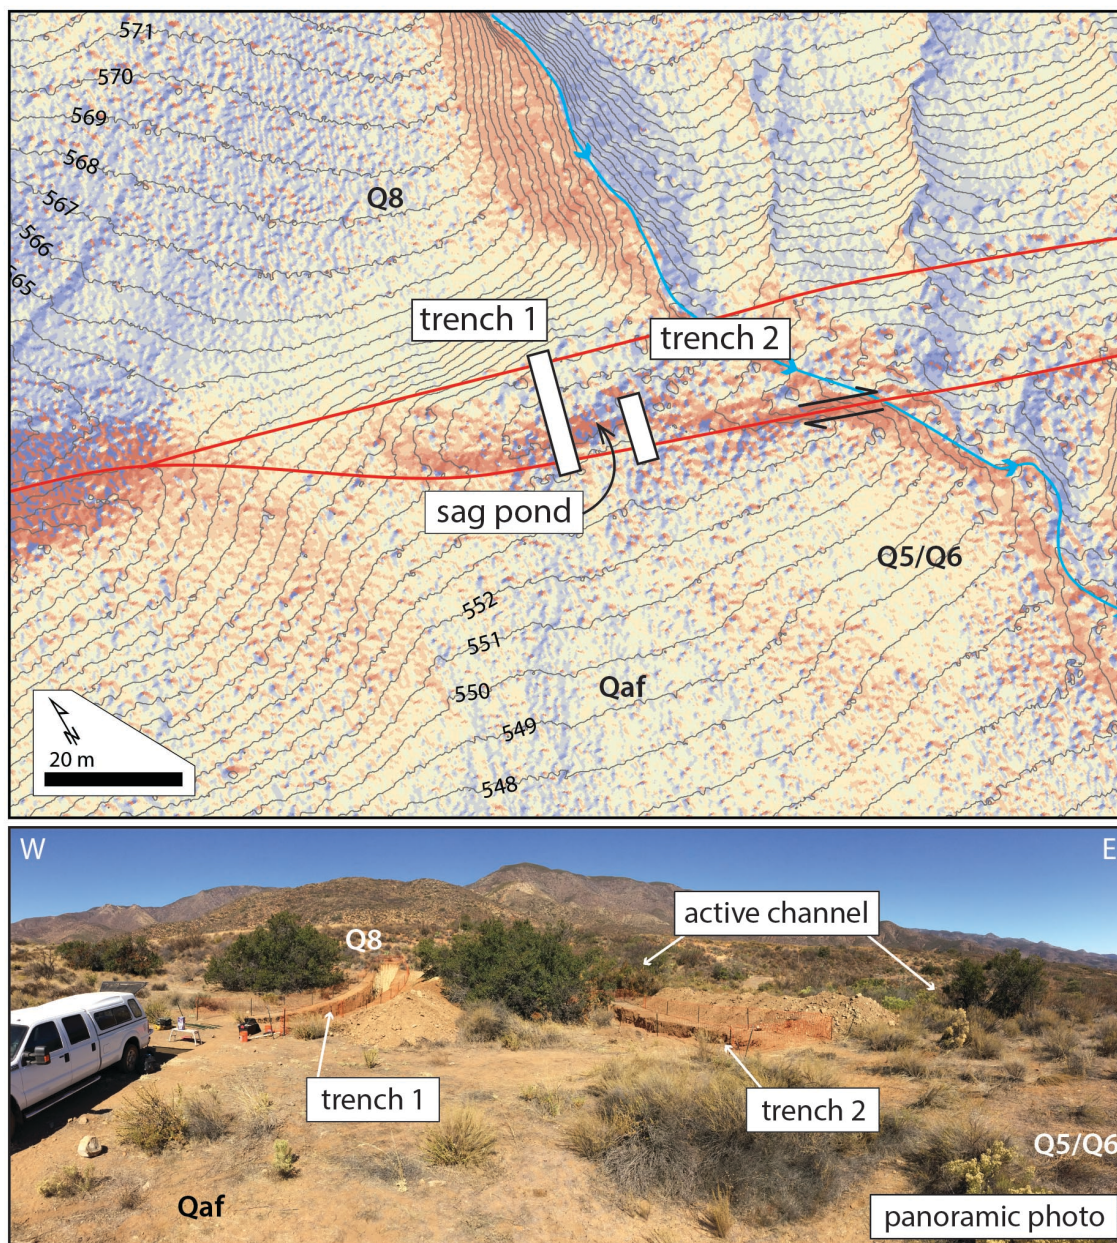 571
570
569
568
567
566
565
Q8
trench 1
trench 2
sag pond
Q5/Q6
552
551
550
549
548
Qaf
N
20 m
W
E
active channel
Q8
trench 1
trench 2
Q5/Q6
Qaf
panoramic photo